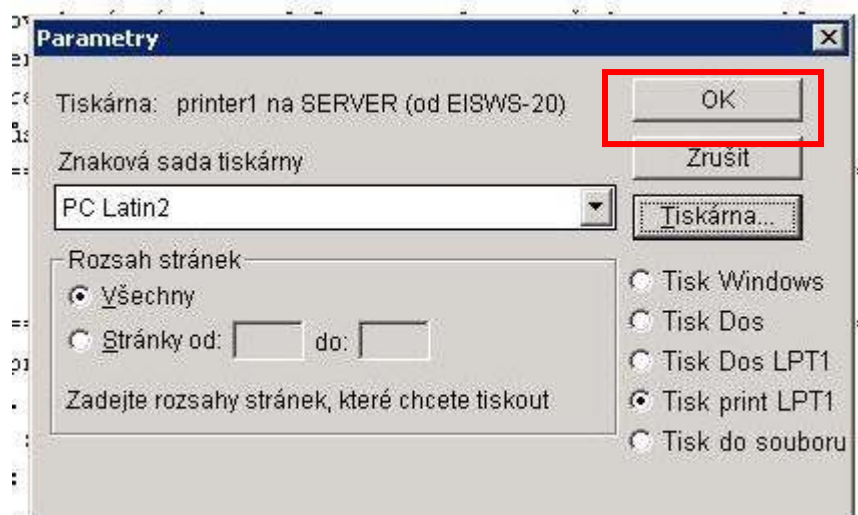 Parametry
Tiskárna: printer1 na SERVER (od EISWS-20)
OK
Znaková sada tiskárny
Zrušit
PC Latin2
Tiskárna...
Rozsah stránek
Všechny
Stránky od: do:
Zadejte rozsahy stránek, které chcete tiskout
Tisk Windows
Tisk Dos
Tisk Dos LPT1
Tisk print LPT1
Tisk do souboru